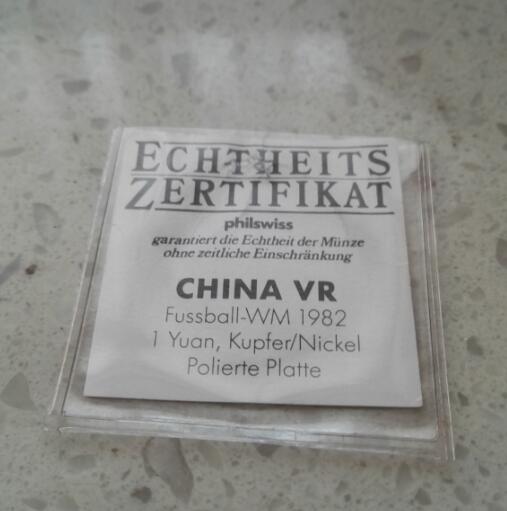 ECHTHEITS
ZERTIFIKAT
philswiss
garantiert die Echtheit der Münze
ohne zeitliche Einschränkung
CHINA VR
Fussball-WM 1982
1 Yuan, Kupfer/Nickel
Polierte Platte